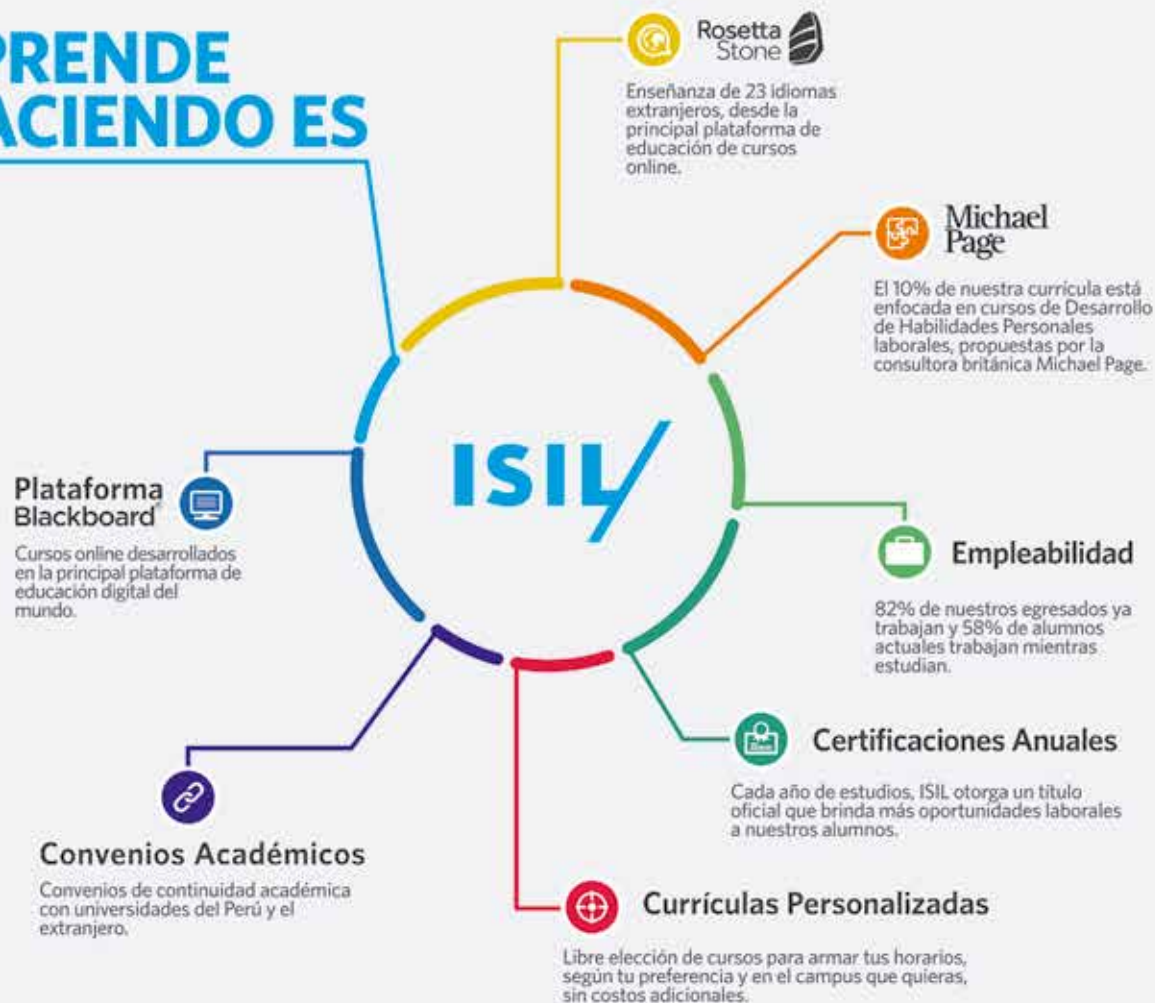 PRENDE
ACIENDO ES
Rosetta
Stone
Enseñanza de 23 idiomas
extranjeros, desde la
principal plataforma de
educación de cursos
online.
Michael
Page
El 10% de nuestra currícula está
enfocada en cursos de Desarrollo
de Habilidades Personales
laborales, propuestas por la
consultora británica Michael Page.
ISIL/
Plataforma
Blackboard
Cursos online desarrollados
en la principal plataforma de
educación digital del
mundo.
Empleabilidad
82% de nuestros egresados ya
trabajan y 58% de alumnos
actuales trabajan mientras
estudian.
Certificaciones Anuales
Cada año de estudios, ISIL otorga un título
oficial que brinda más oportunidades laborales
a nuestros alumnos.
Convenios Académicos
Convenios de continuidad académica
con universidades del Perú y el
extranjero.
Currículas Personalizadas
Libre elección de cursos para armar tus horarios,
según tu preferencia y en el campus que quieras,
sin costos adicionales.